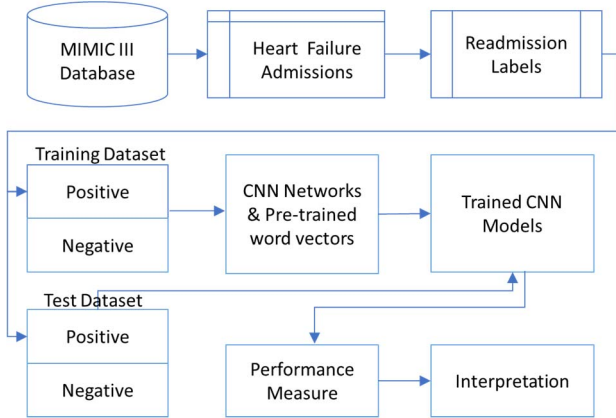 MIMIC III
Database
Heart Failure
Admissions
Readmission
Labels
Training Dataset
Positive
Negative
CNN Networks
& Pre-trained
word vectors
Trained CNN
Models
Test Dataset
Positive
Negative
Performance
Measure
Interpretation